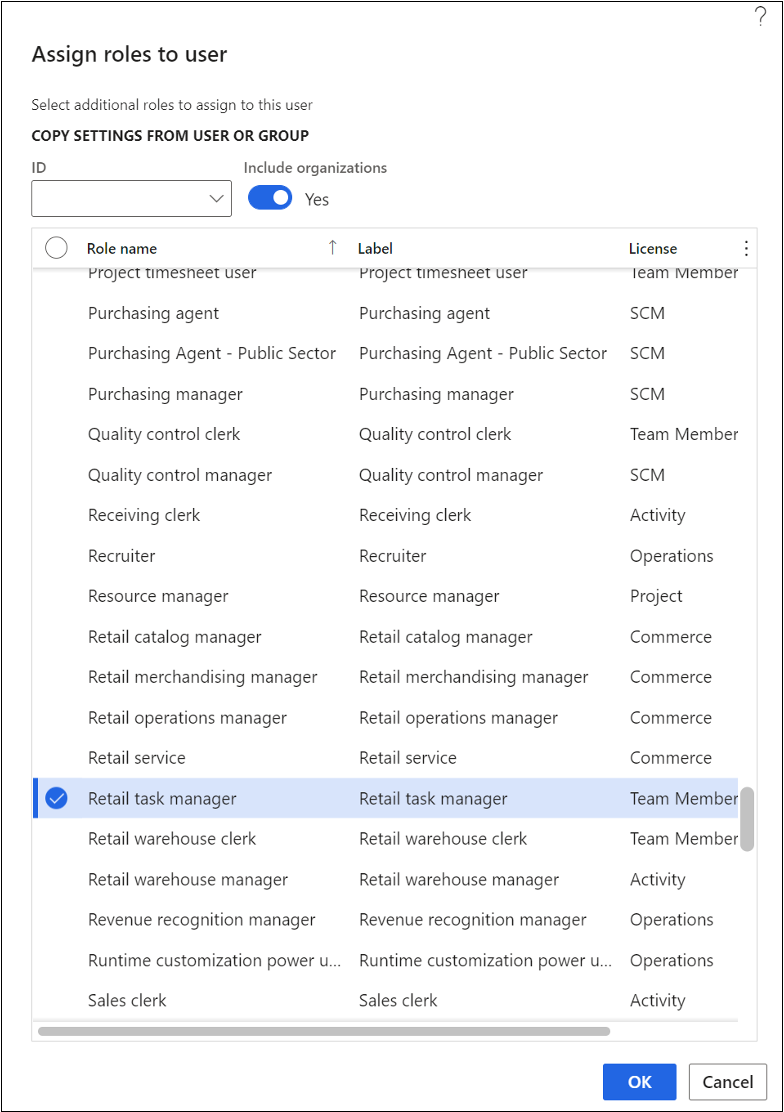 ?
Assign roles to user
Select additional roles to assign to this user
COPY SETTINGS FROM USER OR GROUP
ID Include organizations
Yes
Role name ↑ Label License
Project timesheet user Project timesheet user Team Member
Purchasing agent Purchasing agent SCM
Purchasing Agent - Public Sector Purchasing Agent - Public Sector SCM
Purchasing manager Purchasing manager SCM
Quality control clerk Quality control clerk Team Member
Quality control manager Quality control manager SCM
Receiving clerk Receiving clerk Activity
Recruiter Recruiter Operations
Resource manager Resource manager Project
Retail catalog manager Retail catalog manager Commerce
Retail merchandising manager Retail merchandising manager Commerce
Retail operations manager Retail operations manager Commerce
Retail service Retail service Commerce
Retail task manager Retail task manager Team Member
Retail warehouse clerk Retail warehouse clerk Team Member
Retail warehouse manager Retail warehouse manager Activity
Revenue recognition manager Revenue recognition manager Operations
Runtime customization power u... Runtime customization power u... Operations
Sales clerk Sales clerk Activity
OK Cancel